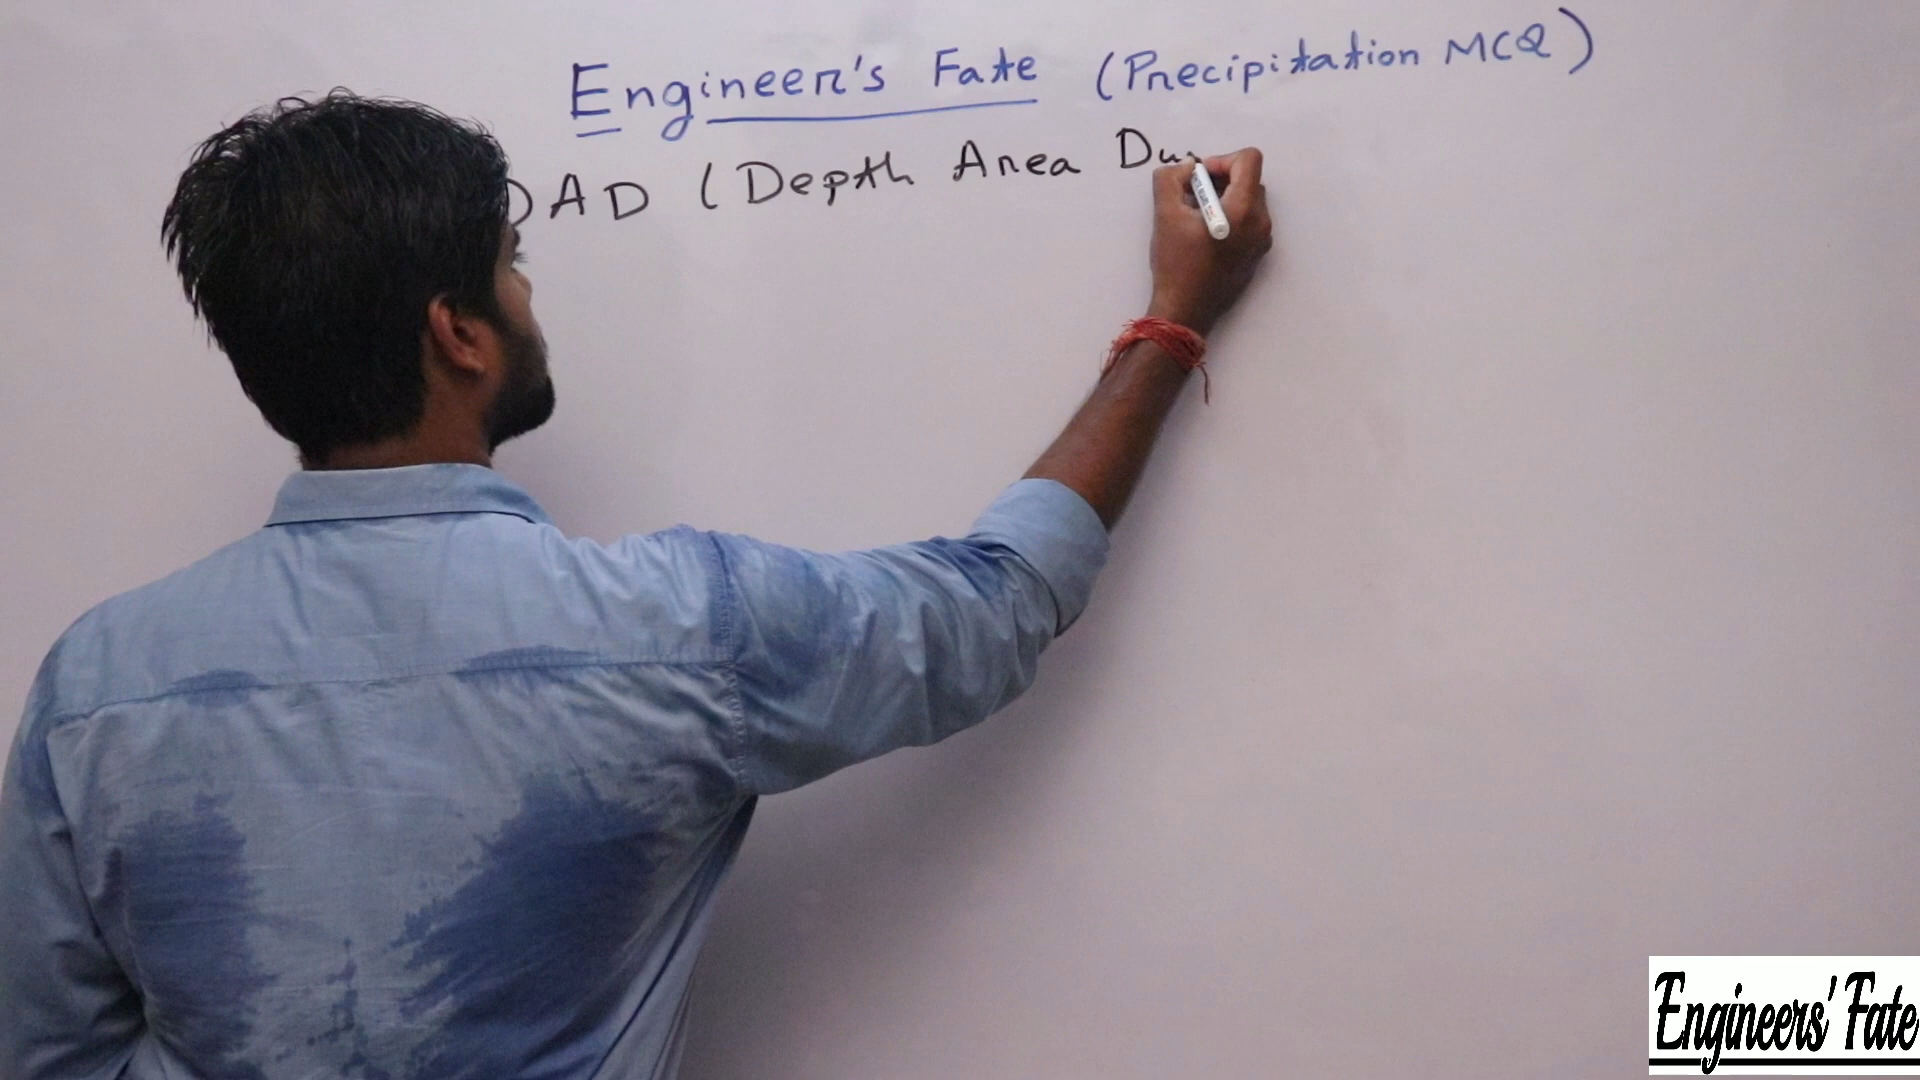 Engineer's Fate (Precipitation MCQ)
DAD (Depth Area Du
Engineers' Fate